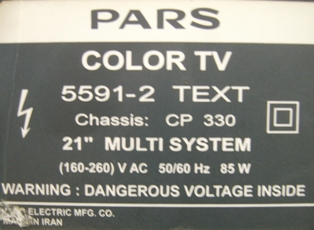 PARS
COLOR TV
5591-2 TEXT
Chassis: CP 330
21" MULTI SYSTEM
(160-260) V AC 50/60 Hz 85 W
WARNING : DANGEROUS VOLTAGE INSIDE
ELECTRIC MFG. CO.
IN IRAN